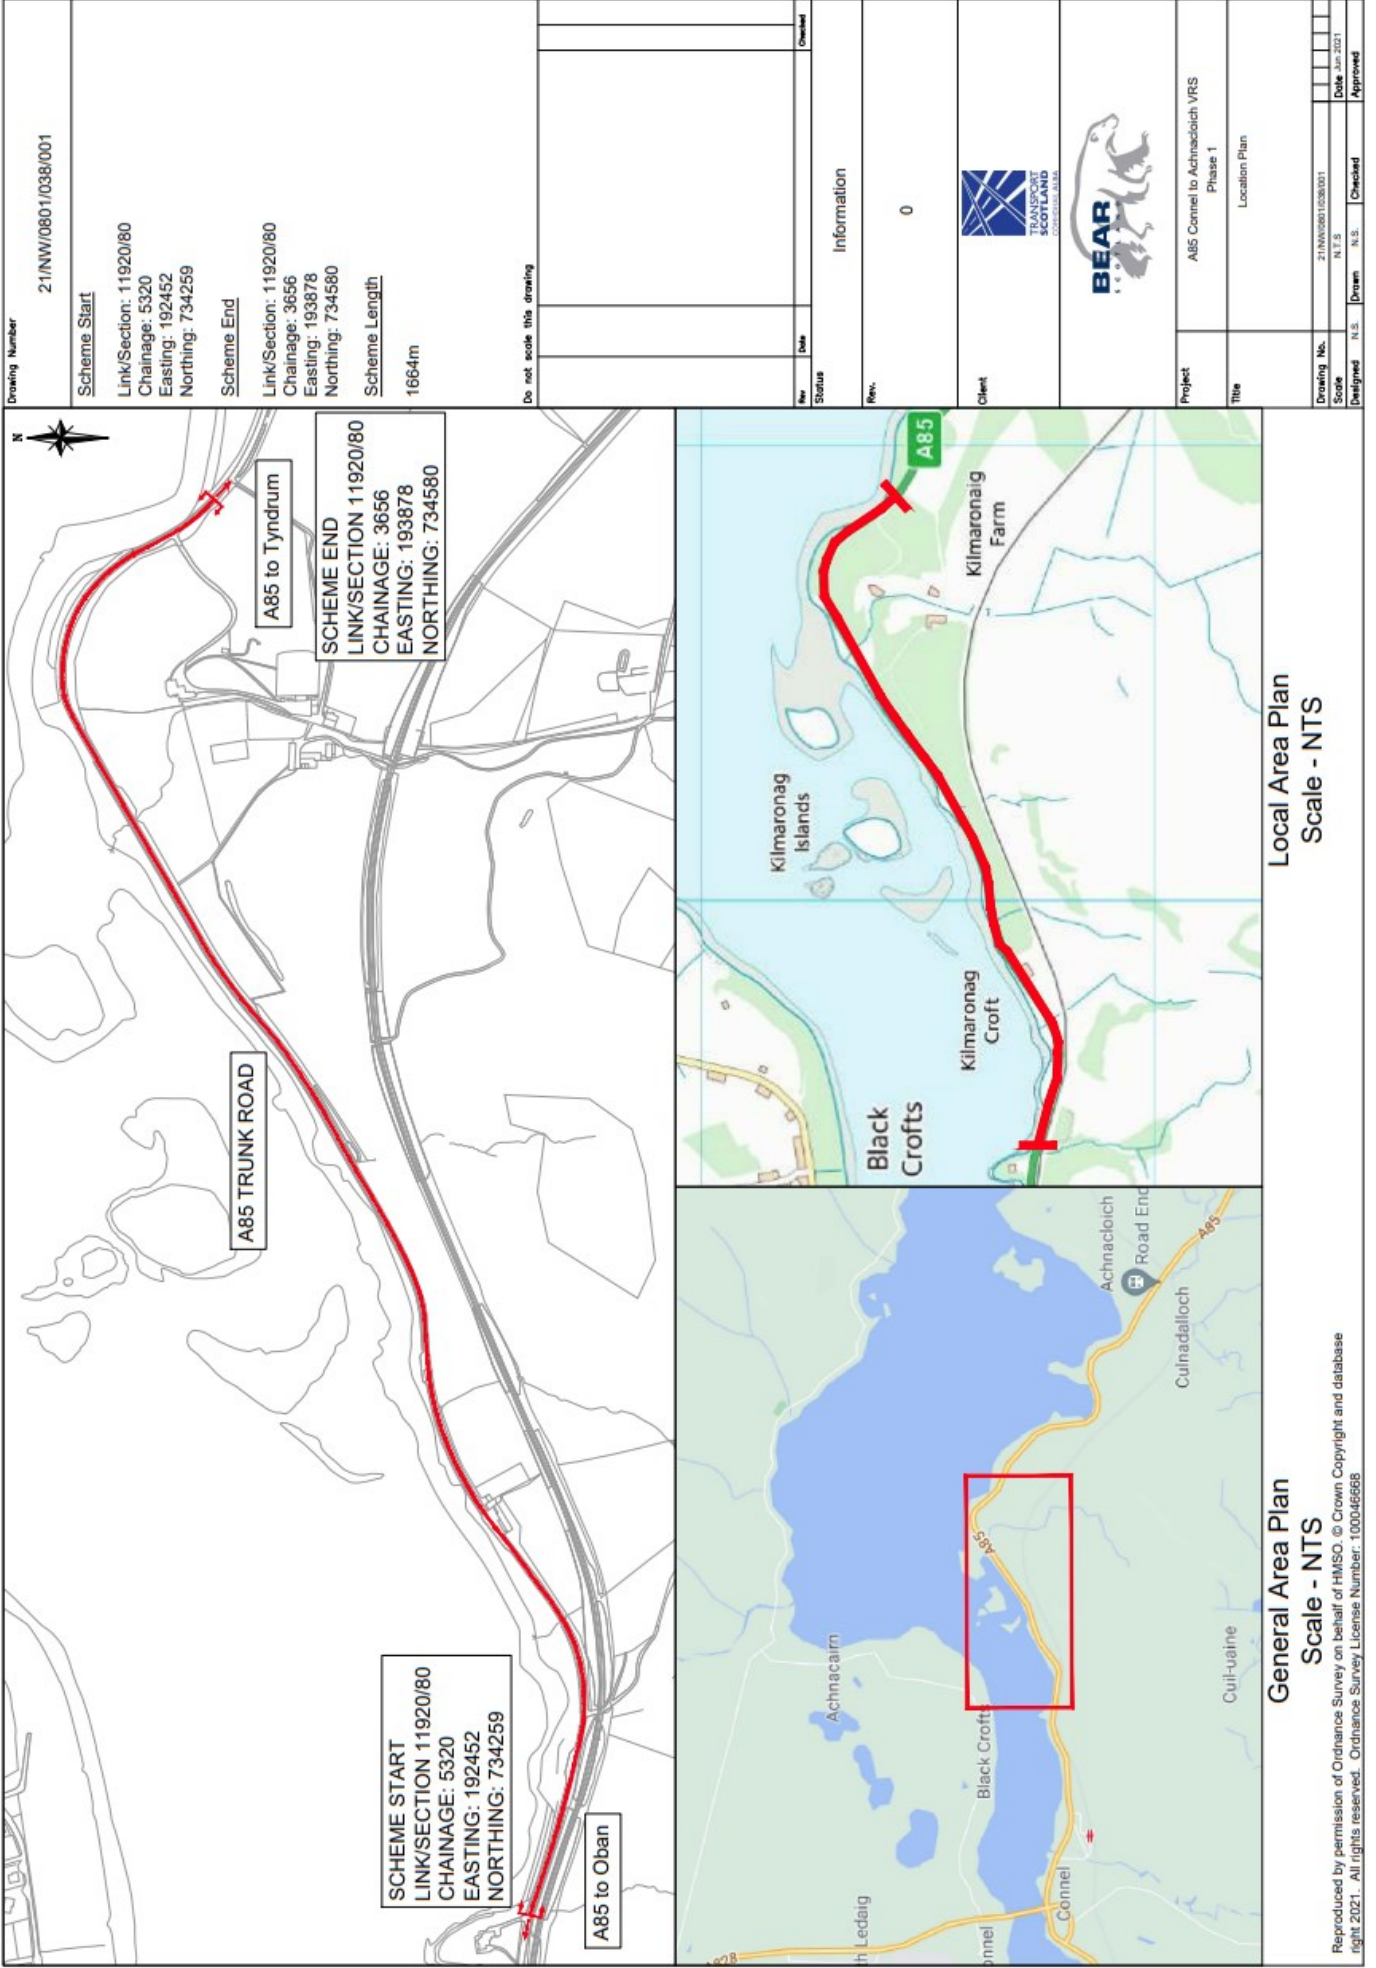 A85 TRUNK ROAD
SCHEME START
LINK/SECTION 11920/80
CHAINAGE: 5320
EASTING: 192452
NORTHING: 734259
A85 to Oban
N
A85 to Tyndrum
SCHEME END
LINK/SECTION 11920/80
CHAINAGE: 3656
EASTING: 193878
NORTHING: 734580
Achnacairn
Black Crofts
h Ledaig
A85
Achnacloich
Road End
Culnadalloch
A85
Connel
onnel
Cuil-uaine
General Area Plan
Scale - NTS
Black
Crofts
Kilmaronag
Croft
Kilmaronag
Islands
Kilmaronaig
Farm
A85
Local Area Plan
Scale - NTS
Reproduced by permission of Ordnance Survey on behalf of HMSO. © Crown Copyright and database
right 2021. All rights reserved. Ordnance Survey License Number: 100046668
Drawing Number
21/NW/0801/038/001
Scheme Start
Link/Section: 11920/80
Chainage: 5320
Easting: 192452
Northing: 734259
Scheme End
Link/Section: 11920/80
Chainage: 3656
Easting: 193878
Northing: 734580
Scheme Length
1664m
Do not scale this drawing
Rev Date Checked
Status
Information
Rev.
0
Client
TRANSPORT
SCOTLAND
CÒMHDHAIL ALBA
BEAR
SCOTLAND
Project
A85 Connel to Achnacloich VRS
Phase 1
Title
Location Plan
Drawing No. 21/NW/0801/038/001
Scale N.T.S Date Jun 2021
Designed N.S. Drawn N.S. Checked Approved